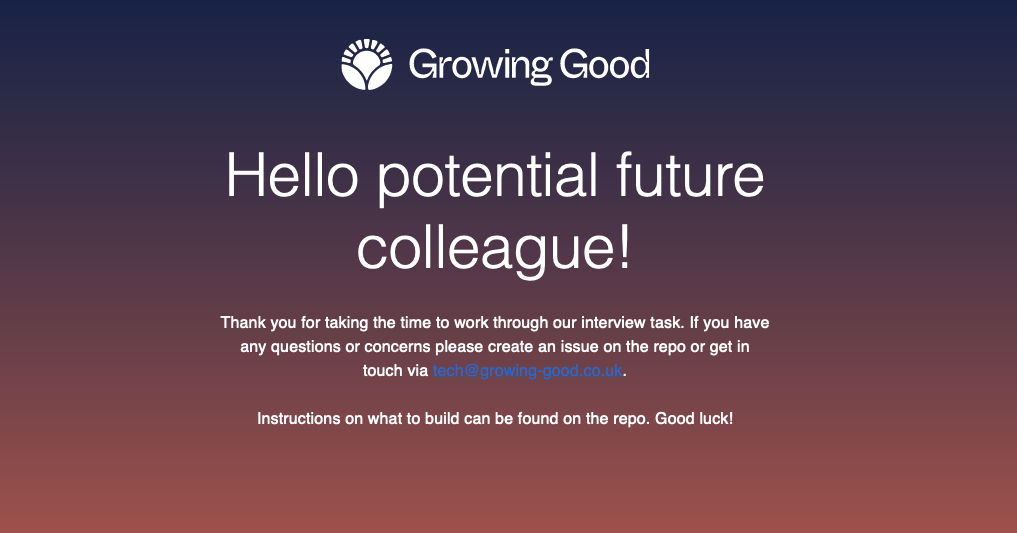 Growing Good
Hello potential future
colleague!
Thank you for taking the time to work through our interview task. If you have
any questions or concerns please create an issue on the repo or get in
touch via tech@growing-good.co.uk.
Instructions on what to build can be found on the repo. Good luck!